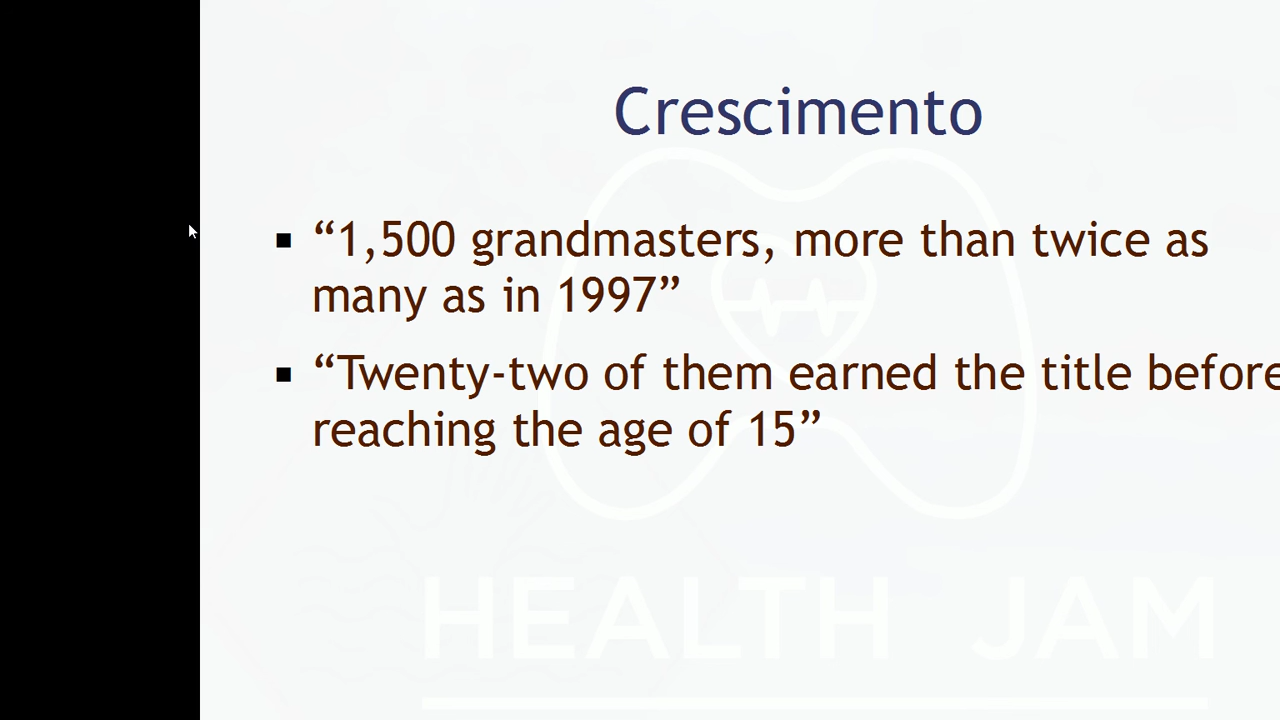 Crescimento
▪ “1,500 grandmasters, more than twice as
many as in 1997”
▪ “Twenty-two of them earned the title before
reaching the age of 15”
HEALTH JAM